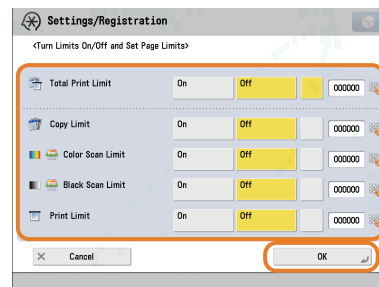 Settings/Registration
<Turn Limits On/Off and Set Page Limits>
Total Print Limit On Off 000000
Copy Limit On Off 000000
Color Scan Limit On Off 000000
Black Scan Limit On Off 000000
Print Limit On Off 000000
Cancel OK